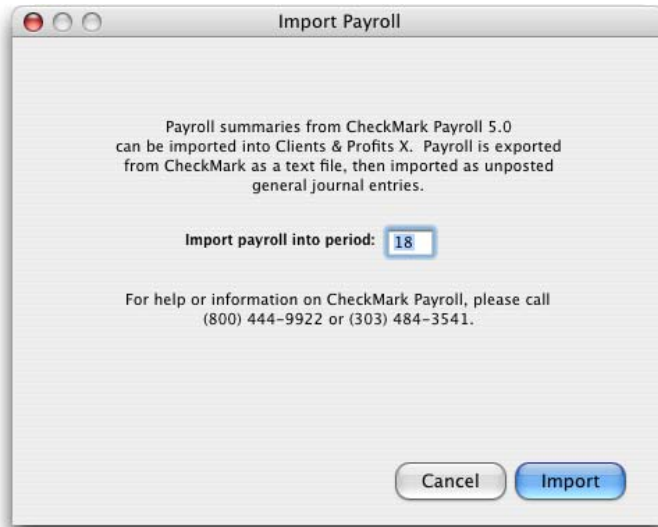 Import Payroll
Payroll summaries from CheckMark Payroll 5.0
can be imported into Clients & Profits X. Payroll is exported
from CheckMark as a text file, then imported as unposted
general journal entries.
Import payroll into period: 18
For help or information on CheckMark Payroll, please call
(800) 444-9922 or (303) 484-3541.
Cancel Import